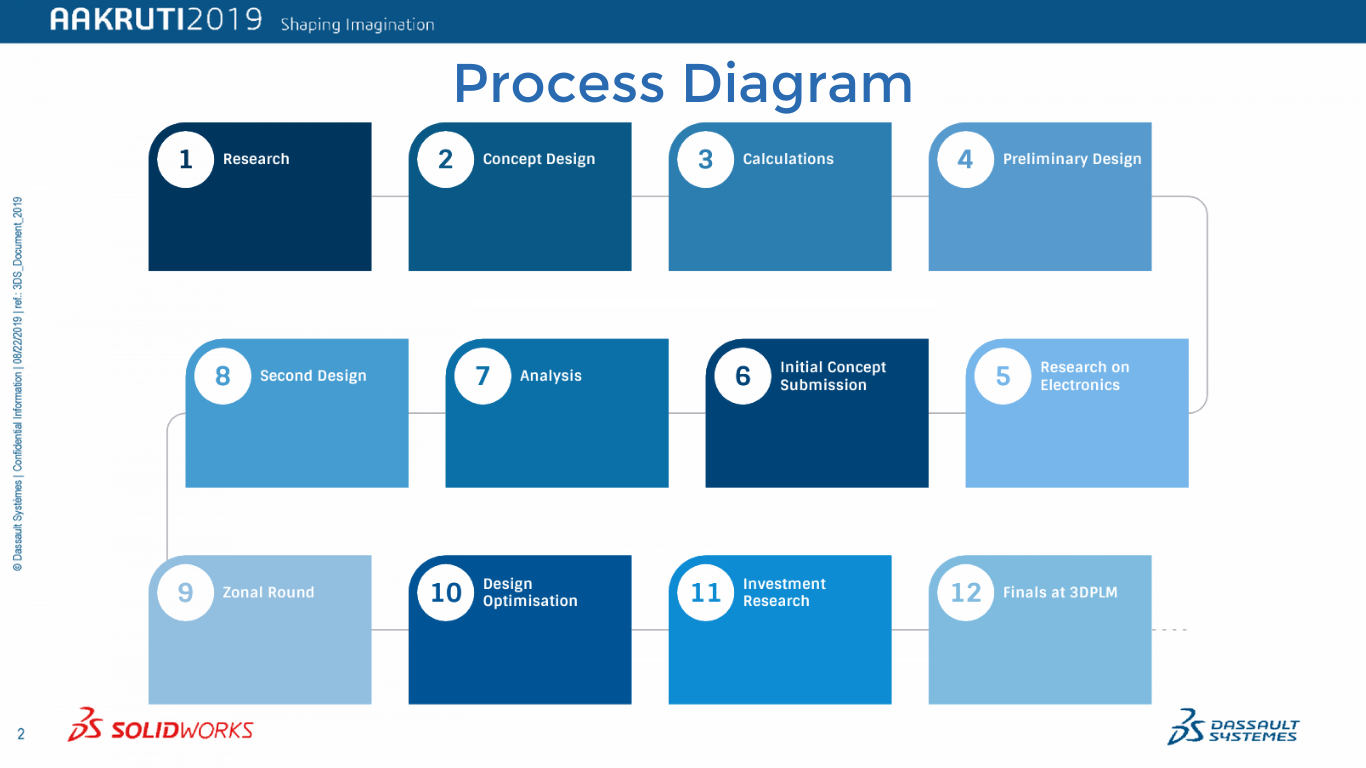 AAKRUTI2019 Shaping Imagination
Process Diagram
1 Research
2 Concept Design
3 Calculations
4 Preliminary Design
8 Second Design
7 Analysis
6 Initial Concept
Submission
5 Research on
Electronics
9 Zonal Round
10 Design
Optimisation
11 Investment
Research
12 Finals at 3DPLM
© Dassault Systèmes | Confidential Information | 08/22/2019 | ref.: 3DS_Document_2019
2
SOLIDWORKS
DASSAULT
SYSTEMES